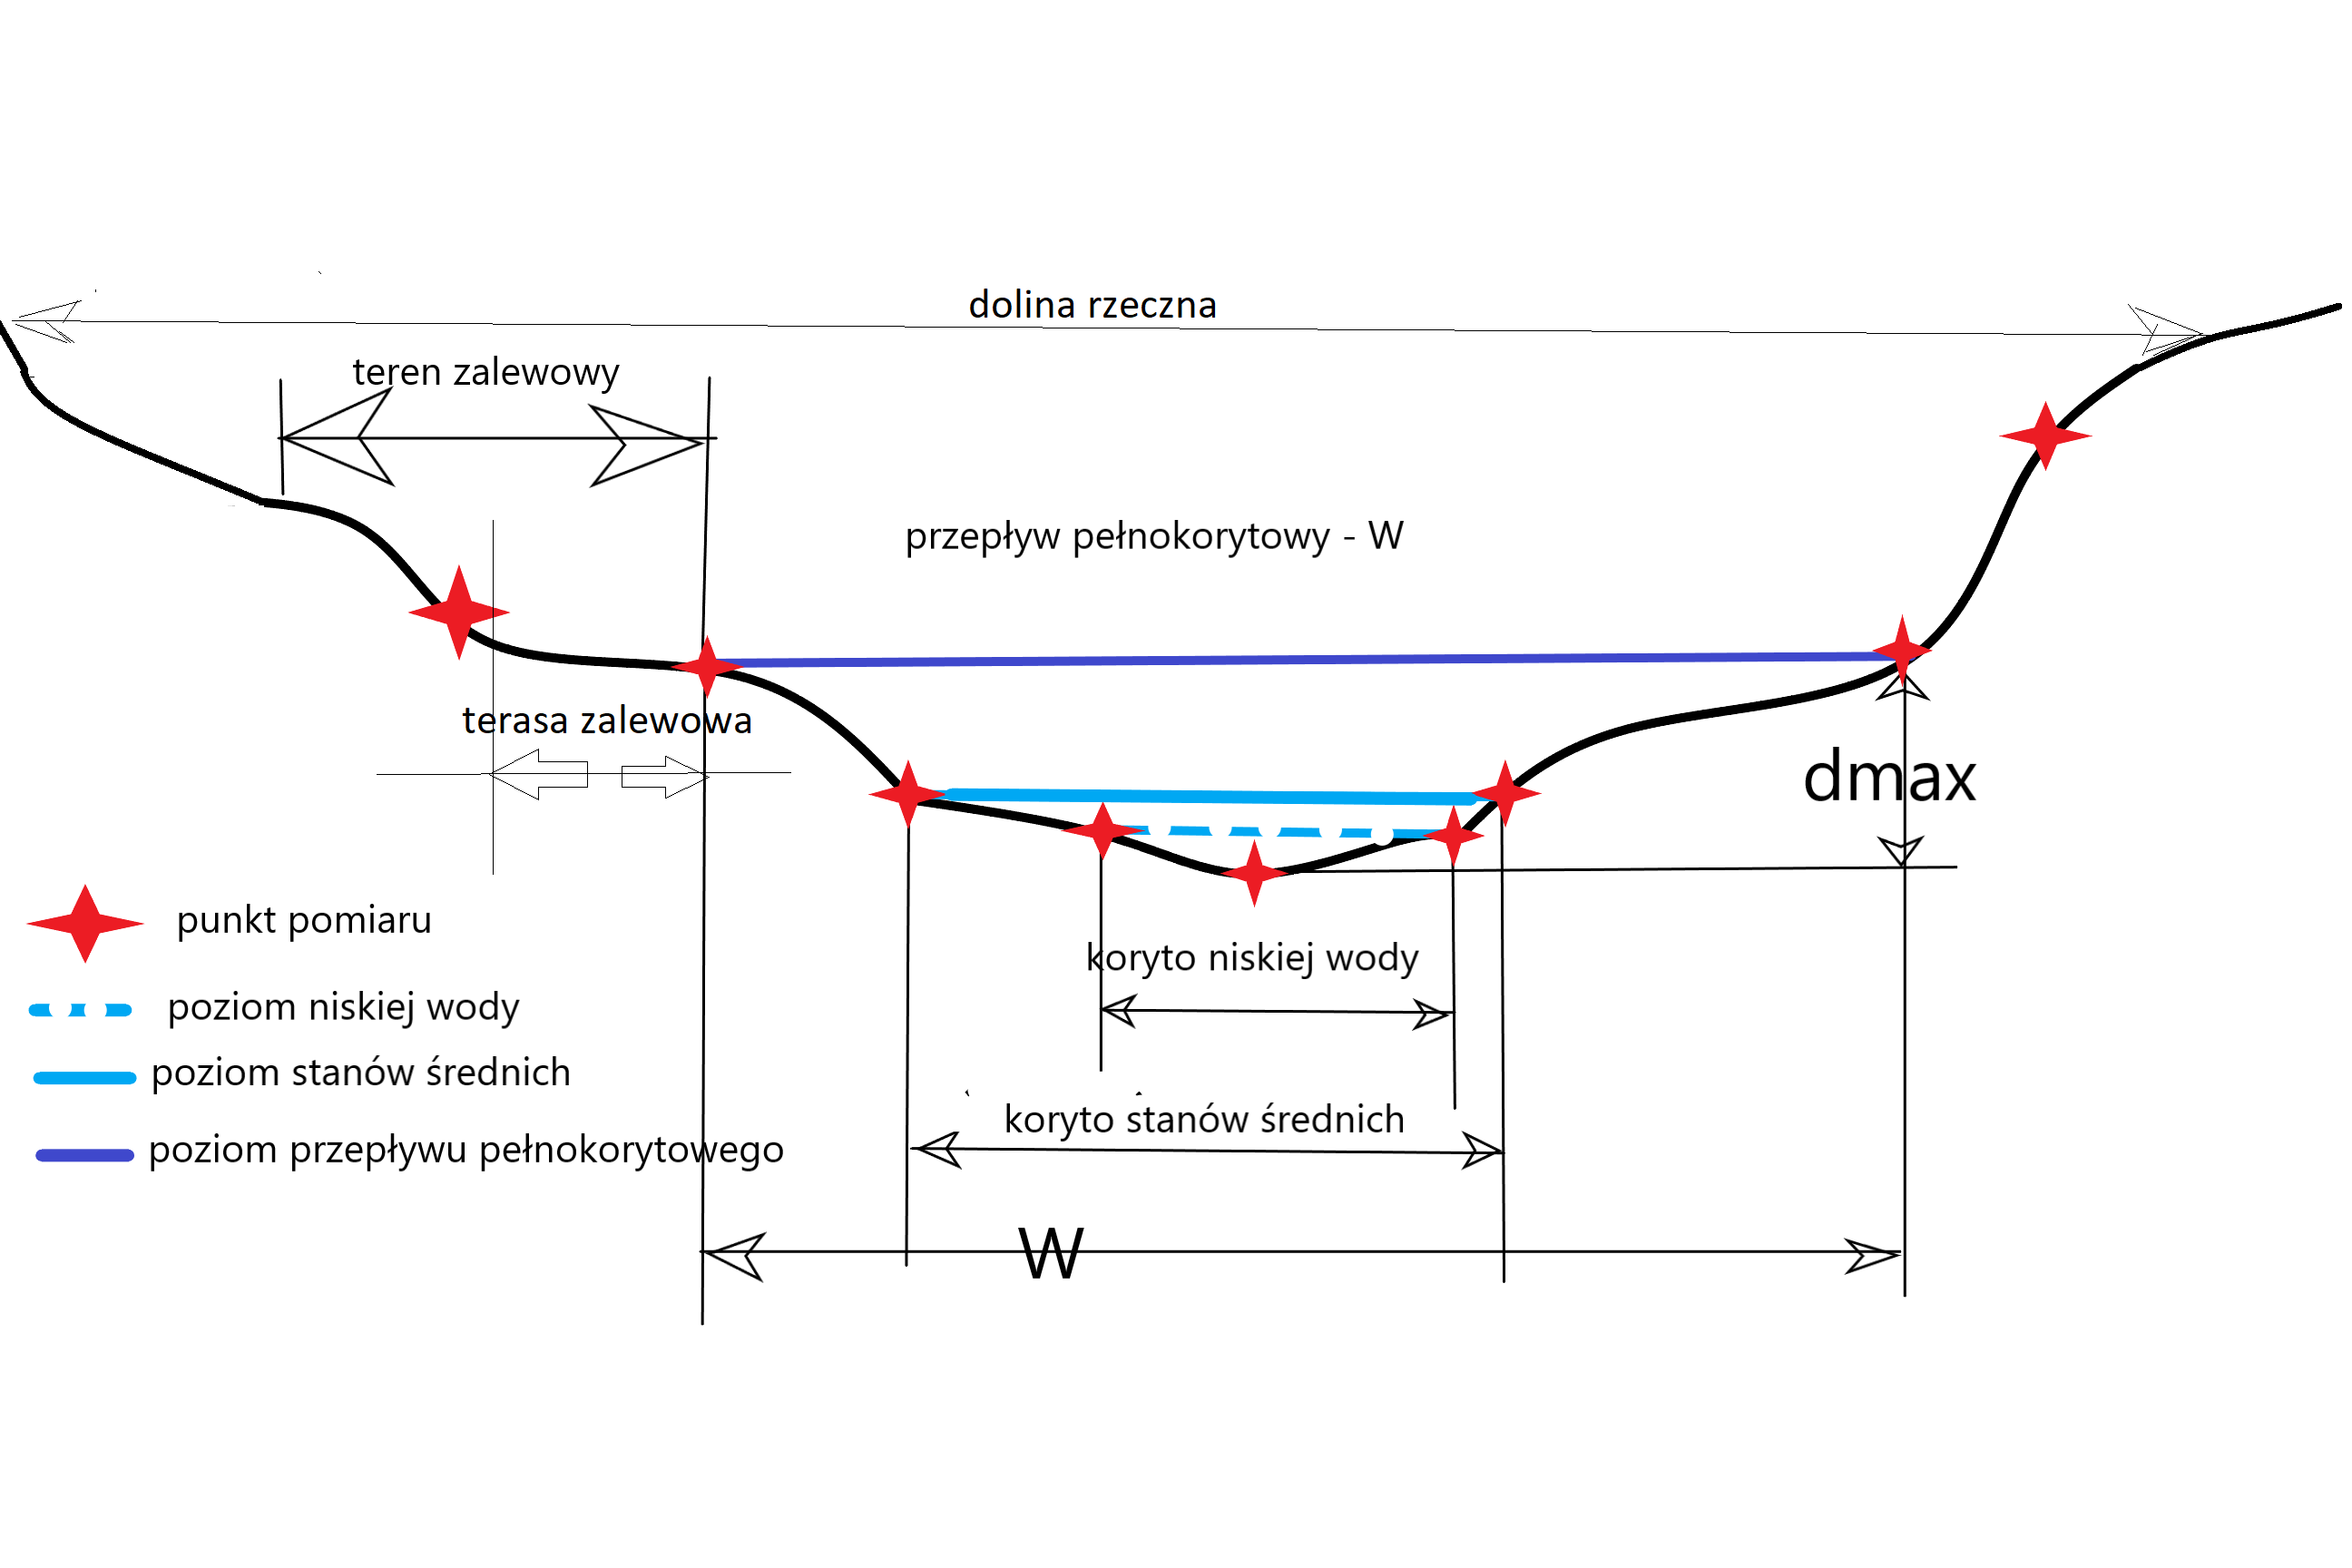 dolina rzeczna
teren zalewowy
przepływ pełnokorytowy - W
terasa zalewowa
dmax
punkt pomiaru
koryto niskiej wody
poziom niskiej wody
poziom stanów średnich
koryto stanów średnich
poziom przepływu pełnokorytowego
W